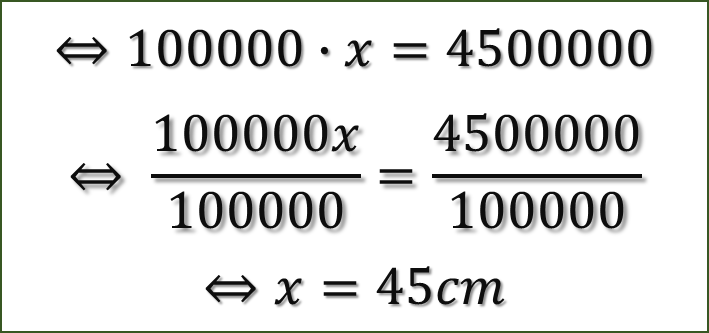 ⇔ 100000 · x = 4500000
⇔ 100000x / 100000 = 4500000 / 100000
⇔ x = 45cm